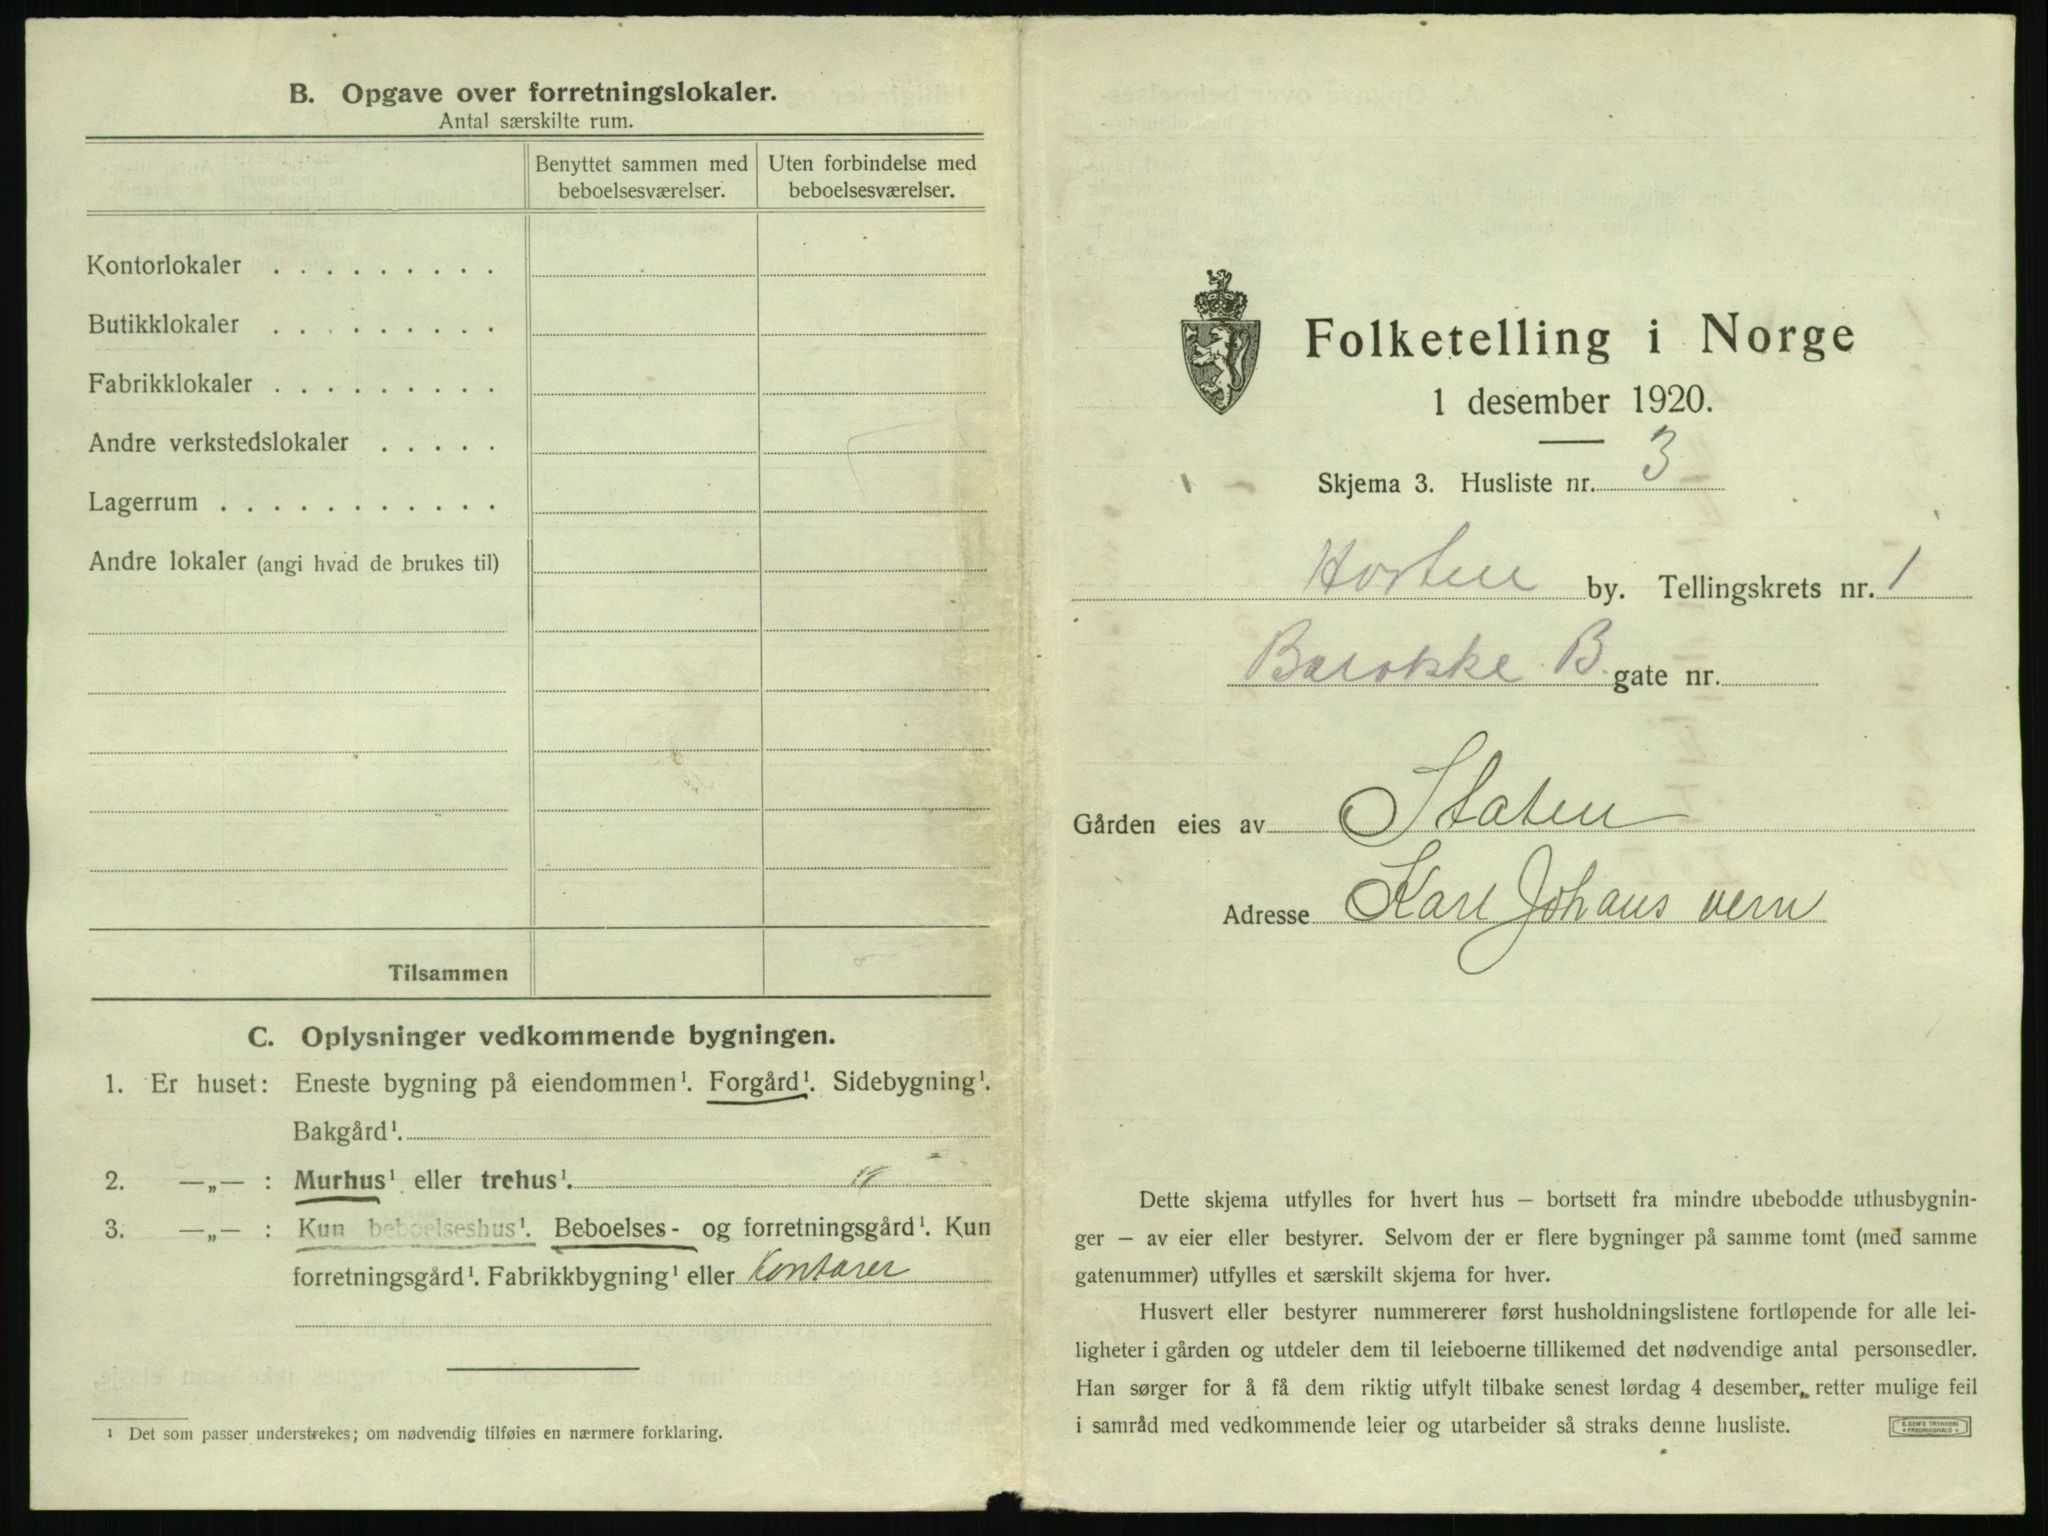 B. Opgave over forretningslokaler.
Antal særskilte rum.
Benyttet sammen med beboelsesværelser.
Uten forbindelse med beboelsesværelser.
Kontorlokaler . . . . . . . . .
Butikklokaler . . . . . . . . .
Fabrikklokaler . . . . . . . . .
Andre verkstedslokaler . . . . .
Lagerrum . . . . . . . . . . . .
Andre lokaler (angi hvad de brukes til)
Tilsammen
C. Oplysninger vedkommende bygningen.
1. Er huset: Eneste bygning på eiendommen¹. Forgård¹. Sidebygning¹.
Bakgård¹.
2. —„— : Murhus¹ eller trehus¹.
3. —„— : Kun beboelseshus¹. Beboelses- og forretningsgård¹. Kun
forretningsgård¹. Fabrikkbygning¹ eller Kontorer
¹ Det som passer understrekes; om nødvendig tilføies en nærmere forklaring.
Folketelling i Norge
1 desember 1920.
Skjema 3. Husliste nr. 3
Horten by. Tellingskrets nr. 1
Barakke B. gate nr.
Gården eies av Staten
Adresse Karl Johans vern
Dette skjema utfylles for hvert hus – bortsett fra mindre ubebodde uthusbygnin-
ger – av eier eller bestyrer. Selvom der er flere bygninger på samme tomt (med samme
gatenummer) utfylles et særskilt skjema for hver.
Husvert eller bestyrer nummererer først husholdningslistene fortløpende for alle lei-
ligheter i gården og utdeler dem til leieboerne tillikemed det nødvendige antal personsedler.
Han sørger for å få dem riktig utfylt tilbake senest lørdag 4 desember, retter mulige feil
i samråd med vedkommende leier og utarbeider så straks denne husliste.